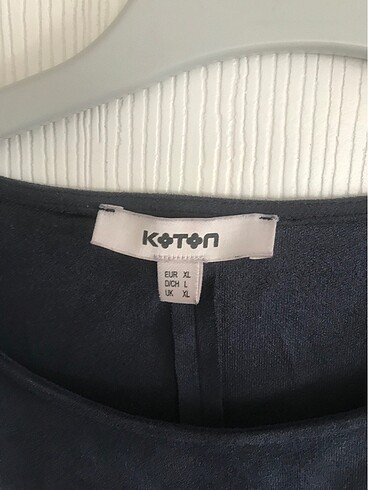 KOTON
EUR XL
D/CH L
UK XL